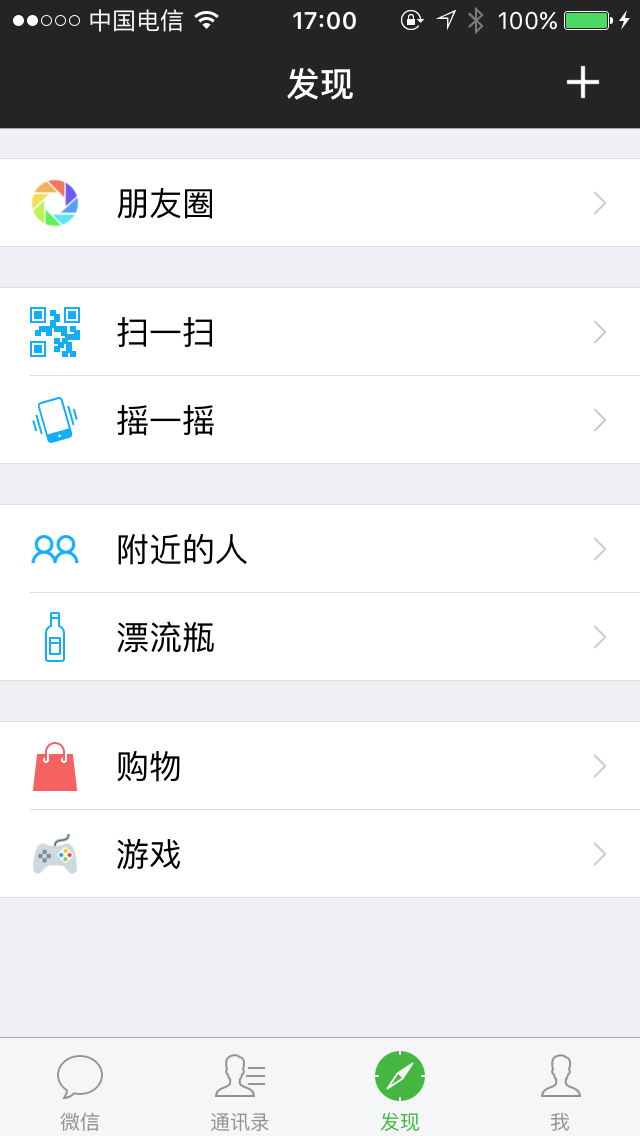 中国电信 17:00 100%
发现
朋友圈
扫一扫
摇一摇
附近的人
漂流瓶
购物
游戏
微信 通讯录 发现 我